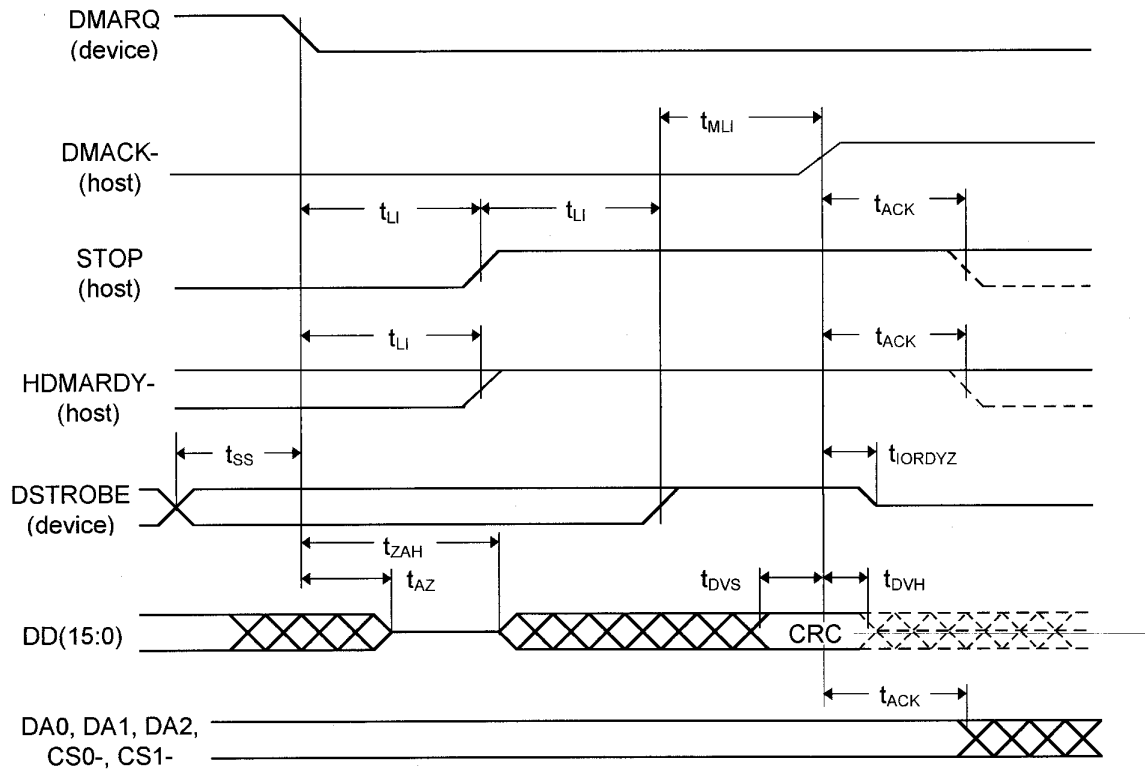 DMARQ
(device)
tMLI
DMACK-
(host)
tLI
tLI
tACK
STOP
(host)
tLI
tACK
HDMARDY-
(host)
tSS
tIORDYZ
DSTROBE
(device)
tZAH
tAZ
tDVS
tDVH
DD(15:0)
CRC
tACK
DA0, DA1, DA2,
CS0-, CS1-